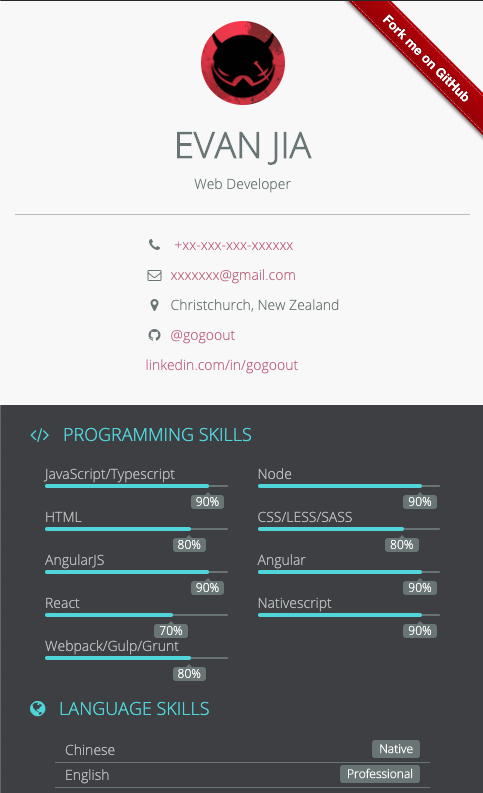 Fork me on GitHub
EVAN JIA
Web Developer
+xx-xxx-xxx-xxxxxx
xxxxxxx@gmail.com
Christchurch, New Zealand
@gogoout
linkedin.com/in/gogoout
PROGRAMMING SKILLS
JavaScript/Typescript
90%
Node
90%
HTML
80%
CSS/LESS/SASS
80%
AngularJS
90%
Angular
90%
React
70%
Nativescript
90%
Webpack/Gulp/Grunt
80%
LANGUAGE SKILLS
Chinese Native
English Professional